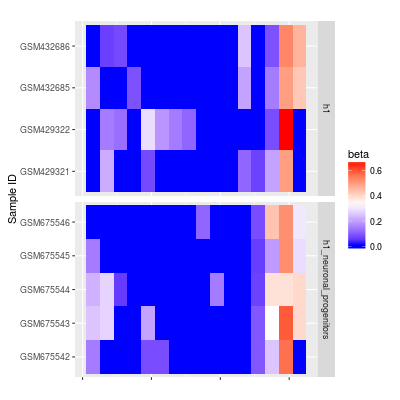 GSM432686
GSM432685
GSM429322
GSM429321
h1
GSM675546
GSM675545
GSM675544
GSM675543
GSM675542
h1_neuronal_progenitors
Sample ID
beta
0.6
0.4
0.2
0.0